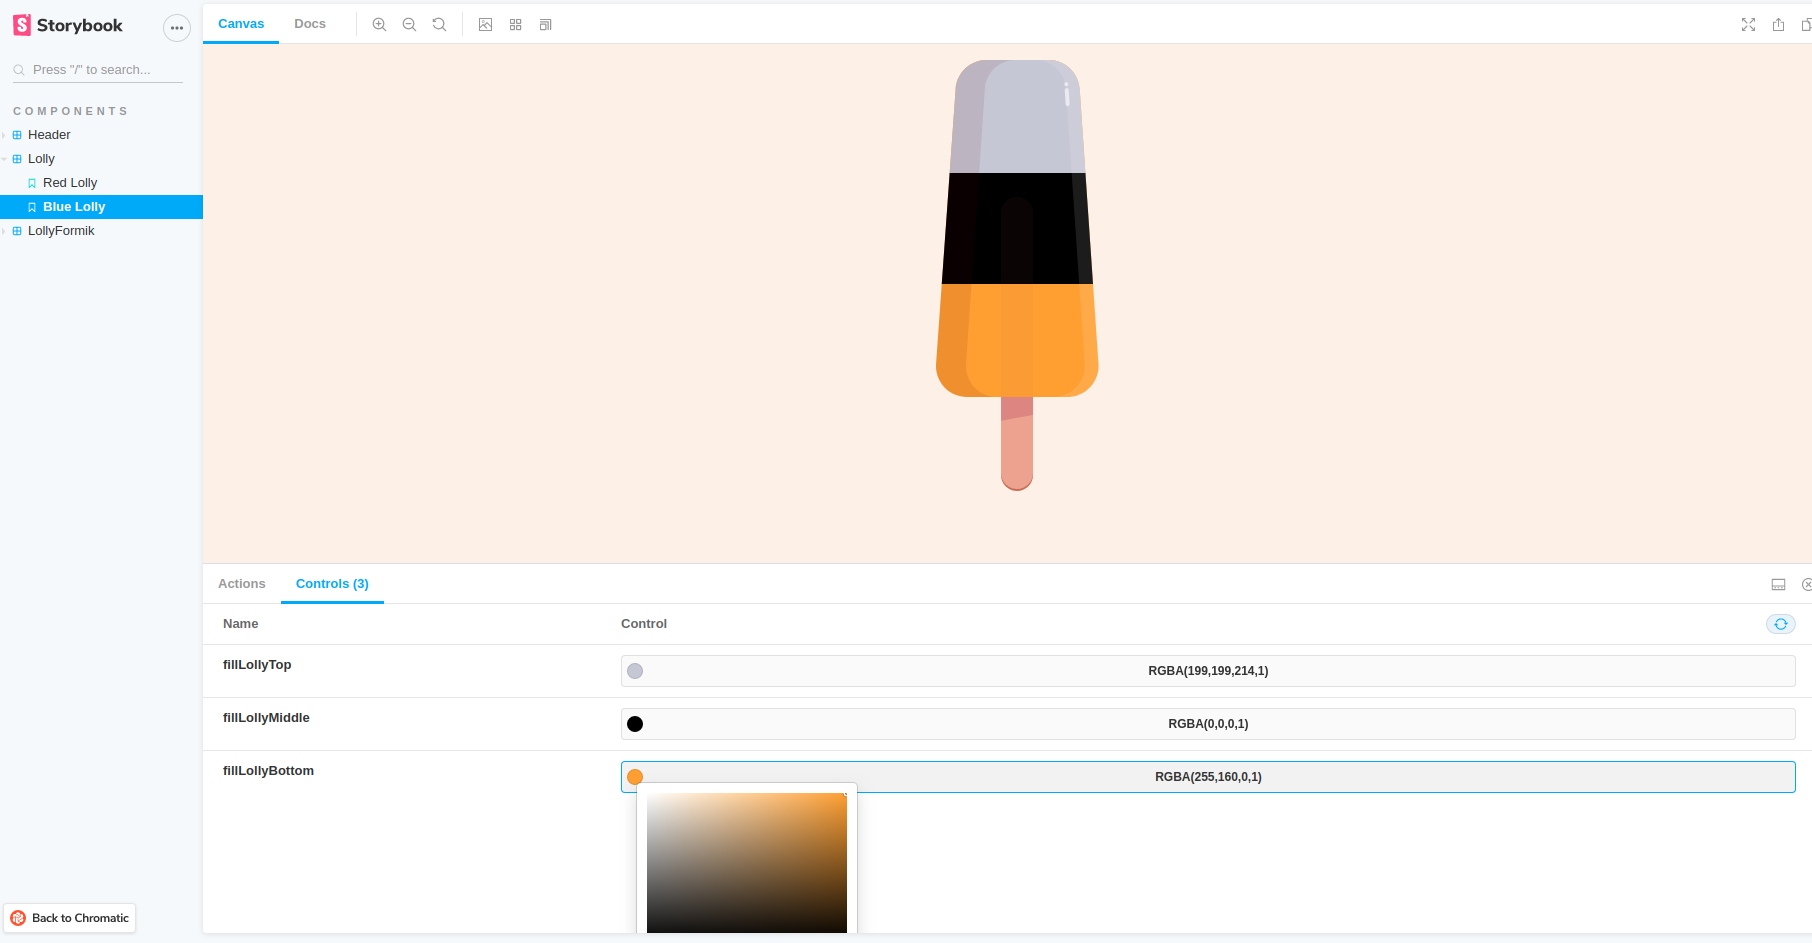 Storybook
Canvas
Docs
Press "/" to search...
COMPONENTS
Header
Lolly
Red Lolly
Blue Lolly
LollyFormik
Actions
Controls (3)
Name
Control
fillLollyTop
RGBA(199,199,214,1)
fillLollyMiddle
RGBA(0,0,0,1)
fillLollyBottom
RGBA(255,160,0,1)
Back to Chromatic